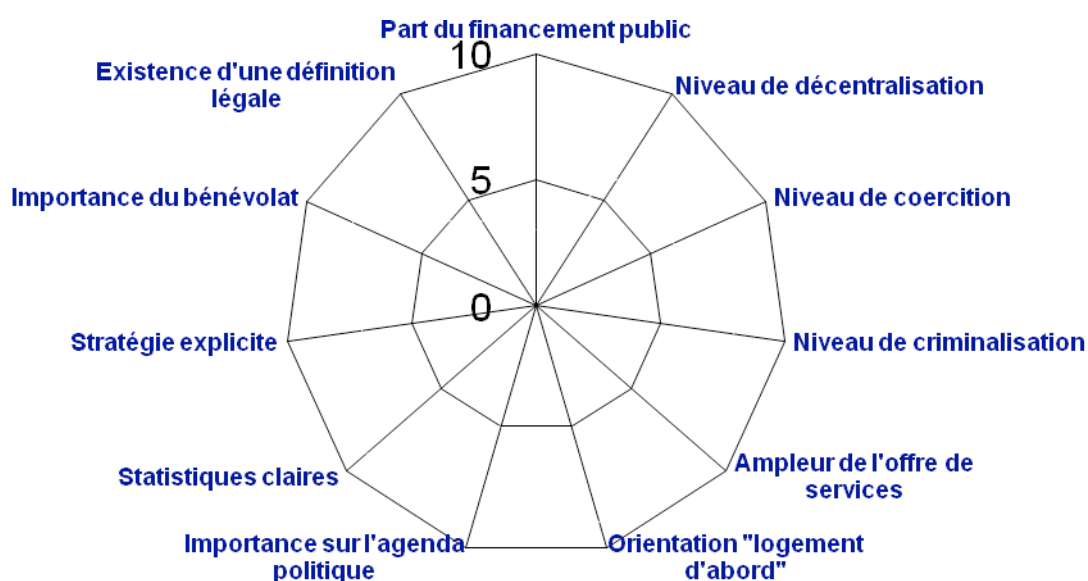 Part du financement public
10
Existence d'une définition
légale
Niveau de décentralisation
5
Importance du bénévolat
Niveau de coercition
0
Stratégie explicite
Niveau de criminalisation
Statistiques claires
Ampleur de l'offre de
services
Importance sur l'agenda
politique
Orientation "logement
d'abord"